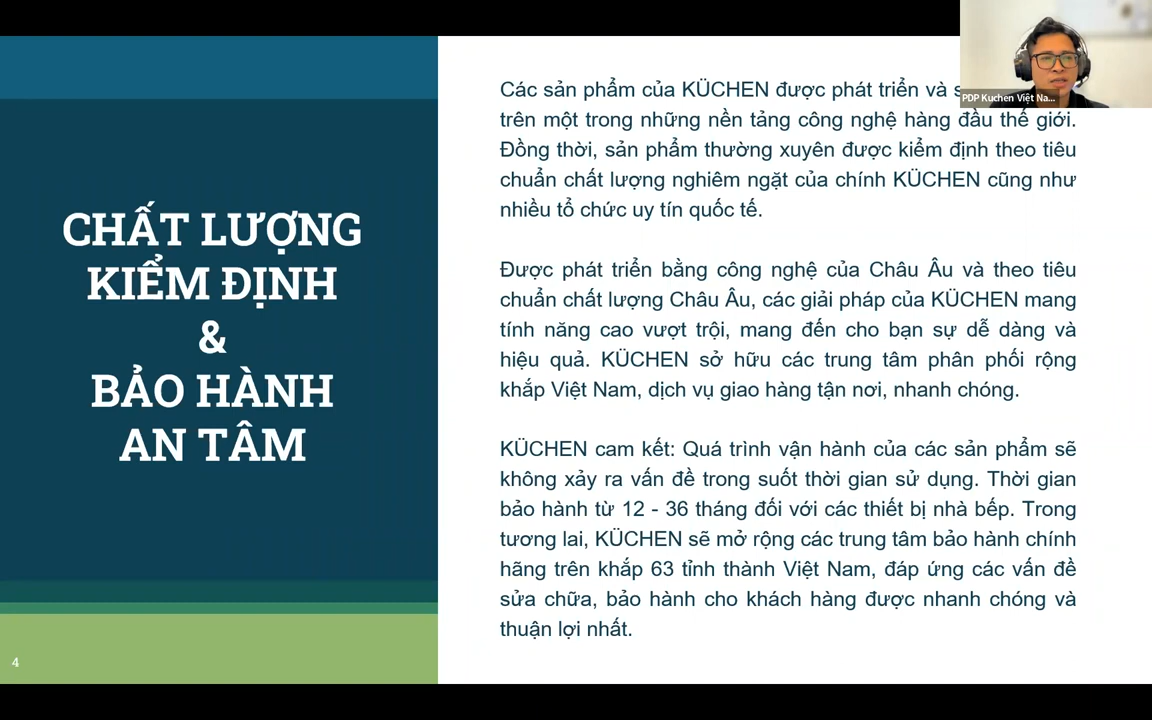 CHẤT LƯỢNG
KIỂM ĐỊNH
&
BẢO HÀNH
AN TÂM
Các sản phẩm của KÜCHEN được phát triển và
trên một trong những nền tảng công nghệ hàng đầu thế giới.
Đồng thời, sản phẩm thường xuyên được kiểm định theo tiêu
chuẩn chất lượng nghiêm ngặt của chính KÜCHEN cũng như
nhiều tổ chức uy tín quốc tế.
Được phát triển bằng công nghệ của Châu Âu và theo tiêu
chuẩn chất lượng Châu Âu, các giải pháp của KÜCHEN mang
tính năng cao vượt trội, mang đến cho bạn sự dễ dàng và
hiệu quả. KÜCHEN sở hữu các trung tâm phân phối rộng
khắp Việt Nam, dịch vụ giao hàng tận nơi, nhanh chóng.
KÜCHEN cam kết: Quá trình vận hành của các sản phẩm sẽ
không xảy ra vấn đề trong suốt thời gian sử dụng. Thời gian
bảo hành từ 12 - 36 tháng đối với các thiết bị nhà bếp. Trong
tương lai, KÜCHEN sẽ mở rộng các trung tâm bảo hành chính
hãng trên khắp 63 tỉnh thành Việt Nam, đáp ứng các vấn đề
sửa chữa, bảo hành cho khách hàng được nhanh chóng và
thuận lợi nhất.
PDP Kuchen Việt Na...
4